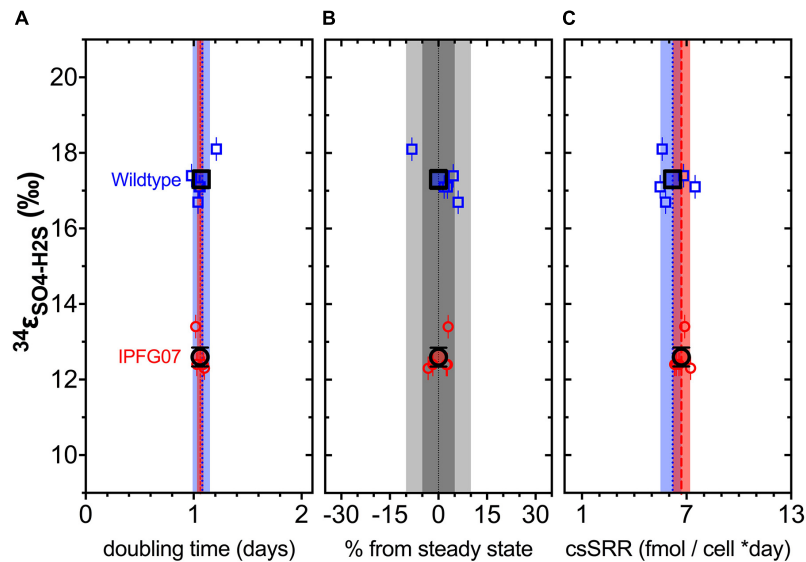 A
B
C
34εSO4-H2S (‰)
20
18
16
14
12
10
Wildtype
IPFG07
0 1 2
-30 -15 0 15 30
1 7 13
doubling time (days)
% from steady state
csSRR (fmol / cell *day)